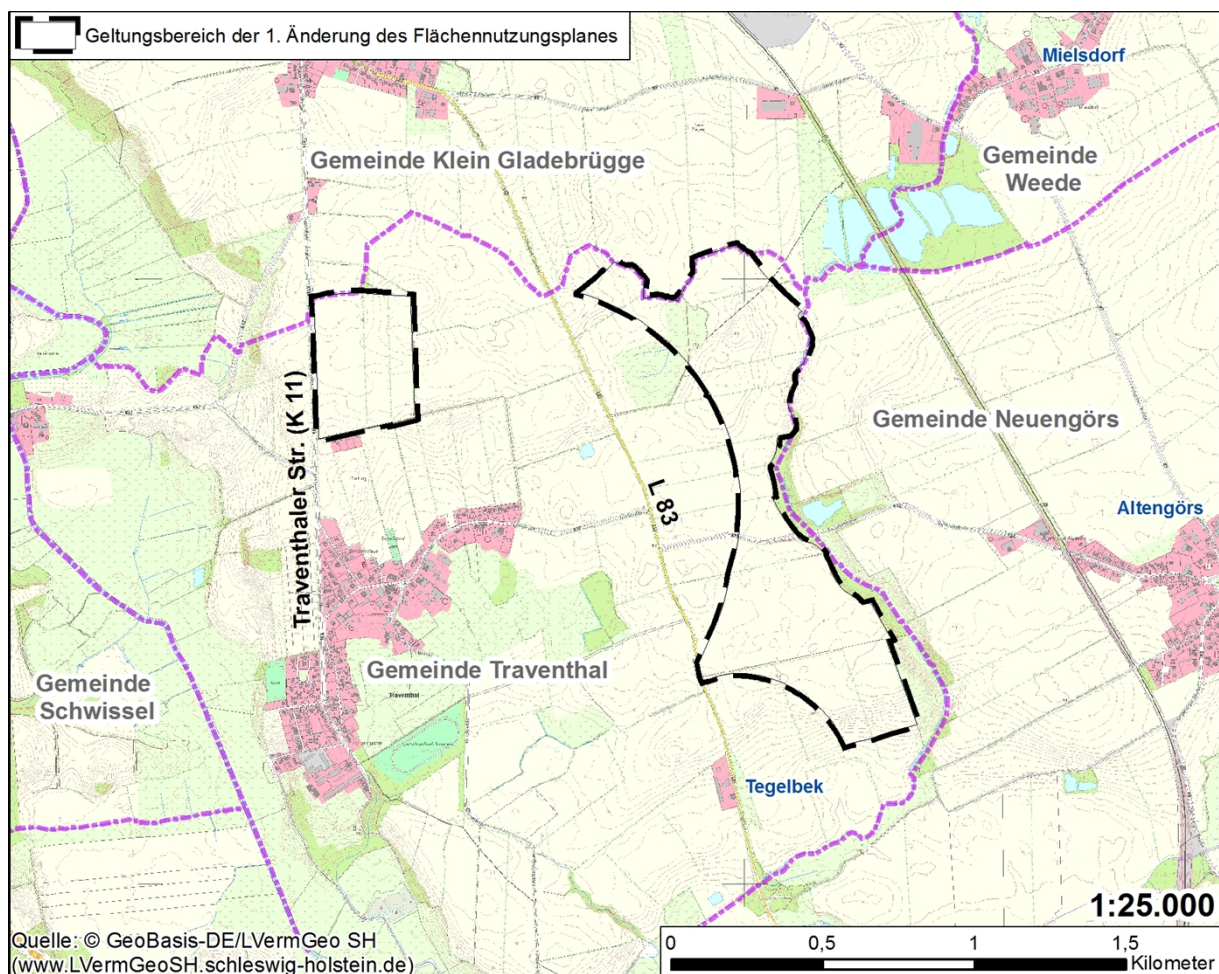 Geltungsbereich der 1. Änderung des Flächennutzungsplanes
Mielsdorf
Gemeinde Klein Gladebrügge
Gemeinde
Weede
Traventhaler Str. (K 11)
Gemeinde Neuengörs
L 83
Altengörs
Gemeinde
Schwissel
Gemeinde Traventhal
Traventhal
Tegelbek
1:25.000
Quelle: © GeoBasis-DE/LVermGeo SH
(www.LVermGeoSH.schleswig-holstein.de)
0 0,5 1 1,5
Kilometer